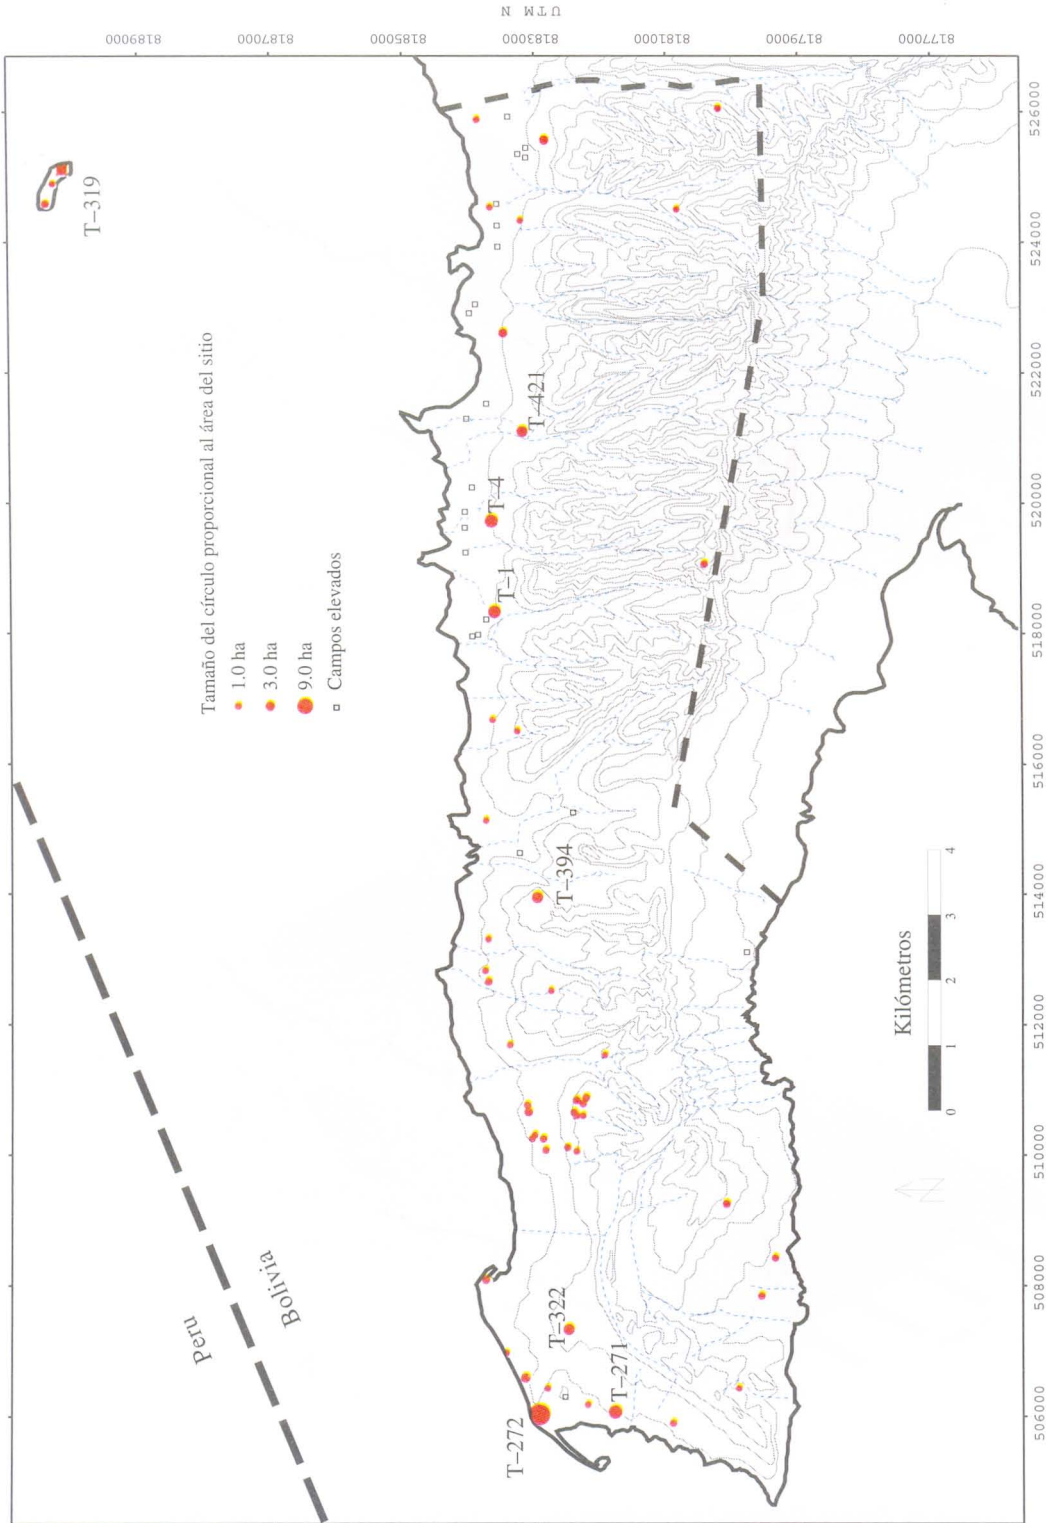 Peru
Bolivia
T–319
Tamaño del círculo proporcional al área del sitio
1.0 ha
3.0 ha
9.0 ha
Campos elevados
T–272
T–271
T–322
T–394
T–1
T–4
T–421
Kilómetros
0 1 2 3 4
N
506000 508000 510000 512000 514000 516000 518000 520000 522000 524000 526000
8189000
8187000
8185000
8183000
8181000
8179000
8177000
UTM N